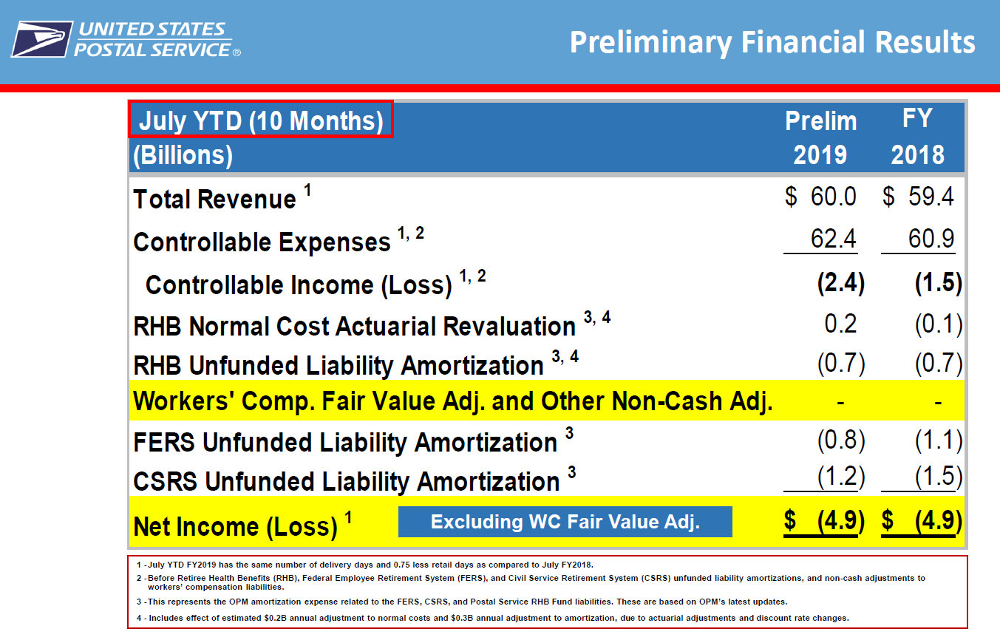 UNITED STATES
POSTAL SERVICE®
Preliminary Financial Results
July YTD (10 Months) Prelim FY
(Billions) 2019 2018
Total Revenue 1 $ 60.0 $ 59.4
Controllable Expenses 1, 2 62.4 60.9
Controllable Income (Loss) 1, 2 (2.4) (1.5)
RHB Normal Cost Actuarial Revaluation 3, 4 0.2 (0.1)
RHB Unfunded Liability Amortization 3, 4 (0.7) (0.7)
Workers' Comp. Fair Value Adj. and Other Non-Cash Adj. - -
FERS Unfunded Liability Amortization 3 (0.8) (1.1)
CSRS Unfunded Liability Amortization 3 (1.2) (1.5)
Net Income (Loss) 1 Excluding WC Fair Value Adj. $ (4.9) $ (4.9)
1 - July YTD FY2019 has the same number of delivery days and 0.75 less retail days as compared to July FY2018.
2 - Before Retiree Health Benefits (RHB), Federal Employee Retirement System (FERS), and Civil Service Retirement System (CSRS) unfunded liability amortizations, and non-cash adjustments to
workers' compensation liabilities.
3 - This represents the OPM amortization expense related to the FERS, CSRS, and Postal Service RHB Fund liabilities. These are based on OPM's latest updates.
4 - Includes effect of estimated $0.2B annual adjustment to normal costs and $0.3B annual adjustment to amortization, due to actuarial adjustments and discount rate changes.